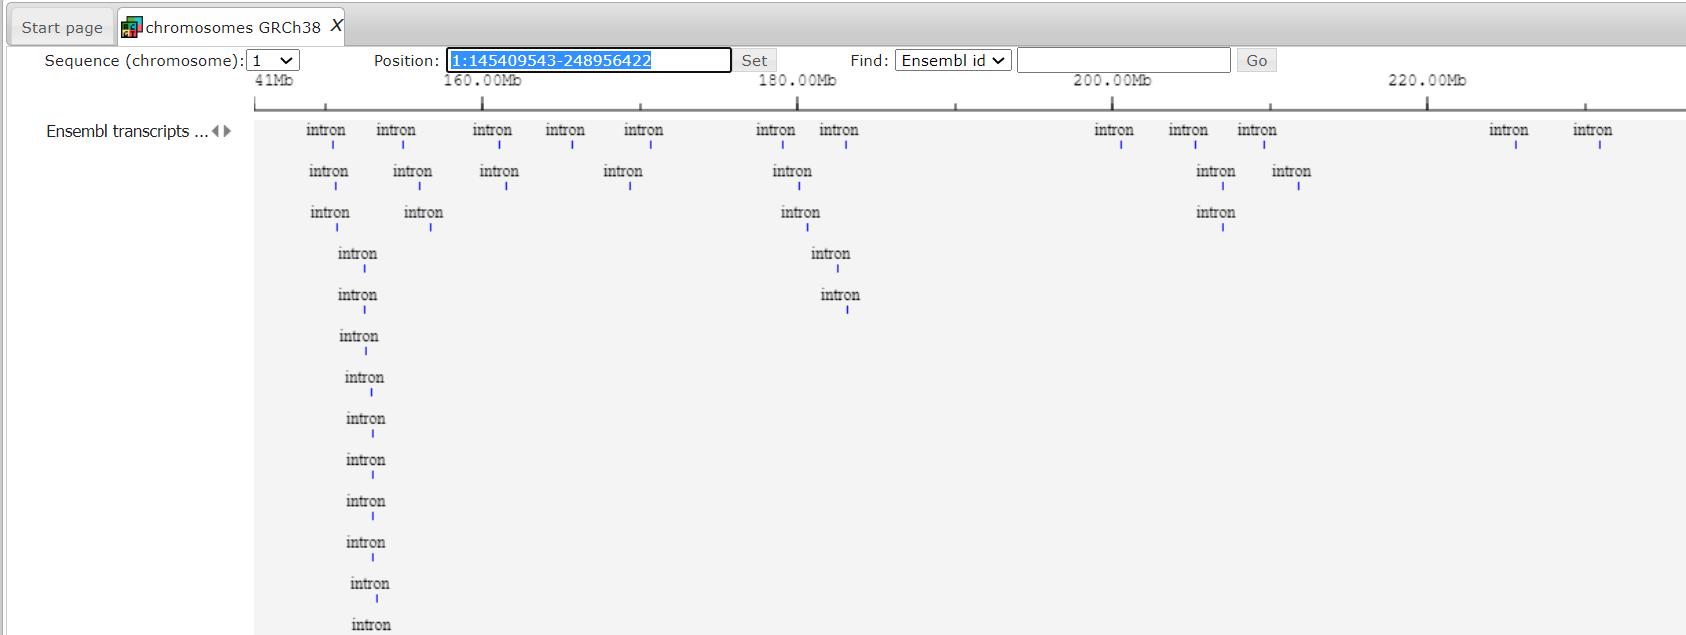 Start page chromosomes GRCh38 X
Sequence (chromosome): 1 Position: 1:145409543-248956422 Set Find: Ensembl id Go
41Mb 160.00Mb 180.00Mb 200.00Mb 220.00Mb
Ensembl transcripts ... intron intron intron intron intron intron intron intron intron intron intron intron
intron intron intron intron intron intron intron
intron intron intron intron
intron intron
intron intron
intron
intron
intron
intron
intron
intron
intron
intron